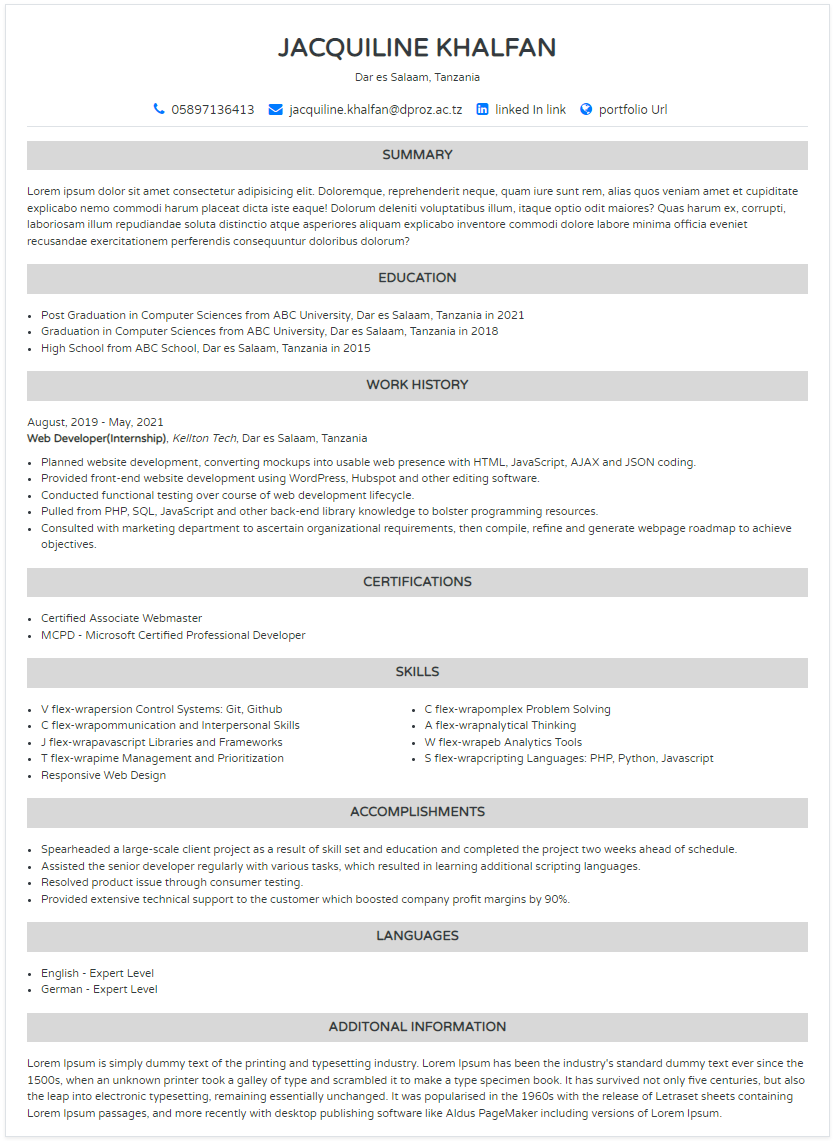 JACQUILINE KHALFAN
Dar es Salaam, Tanzania
05897136413 jacquiline.khalfan@dproz.ac.tz linked In link portfolio Url
SUMMARY
Lorem ipsum dolor sit amet consectetur adipisicing elit. Doloremque, reprehenderit neque, quam iure sunt rem, alias quos veniam amet et cupiditate
explicabo nemo commodi harum placeat dicta iste eaque! Dolorum deleniti voluptatibus illum, itaque optio odit maiores? Quas harum ex, corrupti,
laboriosam illum repudiandae soluta distinctio atque asperiores aliquam explicabo inventore commodi dolore labore minima officia eveniet
recusandae exercitationem perferendis consequuntur doloribus dolorum?
EDUCATION
• Post Graduation in Computer Sciences from ABC University, Dar es Salaam, Tanzania in 2021
• Graduation in Computer Sciences from ABC University, Dar es Salaam, Tanzania in 2018
• High School from ABC School, Dar es Salaam, Tanzania in 2015
WORK HISTORY
August, 2019 - May, 2021
Web Developer(Internship), Kellton Tech, Dar es Salaam, Tanzania
• Planned website development, converting mockups into usable web presence with HTML, JavaScript, AJAX and JSON coding.
• Provided front-end website development using WordPress, Hubspot and other editing software.
• Conducted functional testing over course of web development lifecycle.
• Pulled from PHP, SQL, JavaScript and other back-end library knowledge to bolster programming resources.
• Consulted with marketing department to ascertain organizational requirements, then compile, refine and generate webpage roadmap to achieve
objectives.
CERTIFICATIONS
• Certified Associate Webmaster
• MCPD - Microsoft Certified Professional Developer
SKILLS
• V flex-wrapersion Control Systems: Git, Github
• C flex-wrapommunication and Interpersonal Skills
• J flex-wrapavascript Libraries and Frameworks
• T flex-wrapime Management and Prioritization
• Responsive Web Design
• C flex-wrapomplex Problem Solving
• A flex-wrapnalytical Thinking
• W flex-wrapeb Analytics Tools
• S flex-wrapcripting Languages: PHP, Python, Javascript
ACCOMPLISHMENTS
• Spearheaded a large-scale client project as a result of skill set and education and completed the project two weeks ahead of schedule.
• Assisted the senior developer regularly with various tasks, which resulted in learning additional scripting languages.
• Resolved product issue through consumer testing.
• Provided extensive technical support to the customer which boosted company profit margins by 90%.
LANGUAGES
• English - Expert Level
• German - Expert Level
ADDITONAL INFORMATION
Lorem Ipsum is simply dummy text of the printing and typesetting industry. Lorem Ipsum has been the industry's standard dummy text ever since the
1500s, when an unknown printer took a galley of type and scrambled it to make a type specimen book. It has survived not only five centuries, but also
the leap into electronic typesetting, remaining essentially unchanged. It was popularised in the 1960s with the release of Letraset sheets containing
Lorem Ipsum passages, and more recently with desktop publishing software like Aldus PageMaker including versions of Lorem Ipsum.